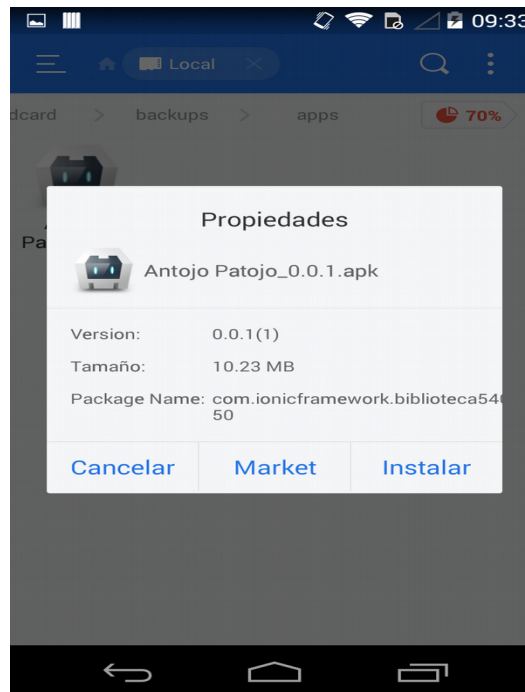 09:33
Local
dcard > backups > apps
70%
Pa
Propiedades
Antojo Patojo_0.0.1.apk
Version: 0.0.1(1)
Tamaño: 10.23 MB
Package Name: com.ionicframework.biblioteca540
50
Cancelar Market Instalar